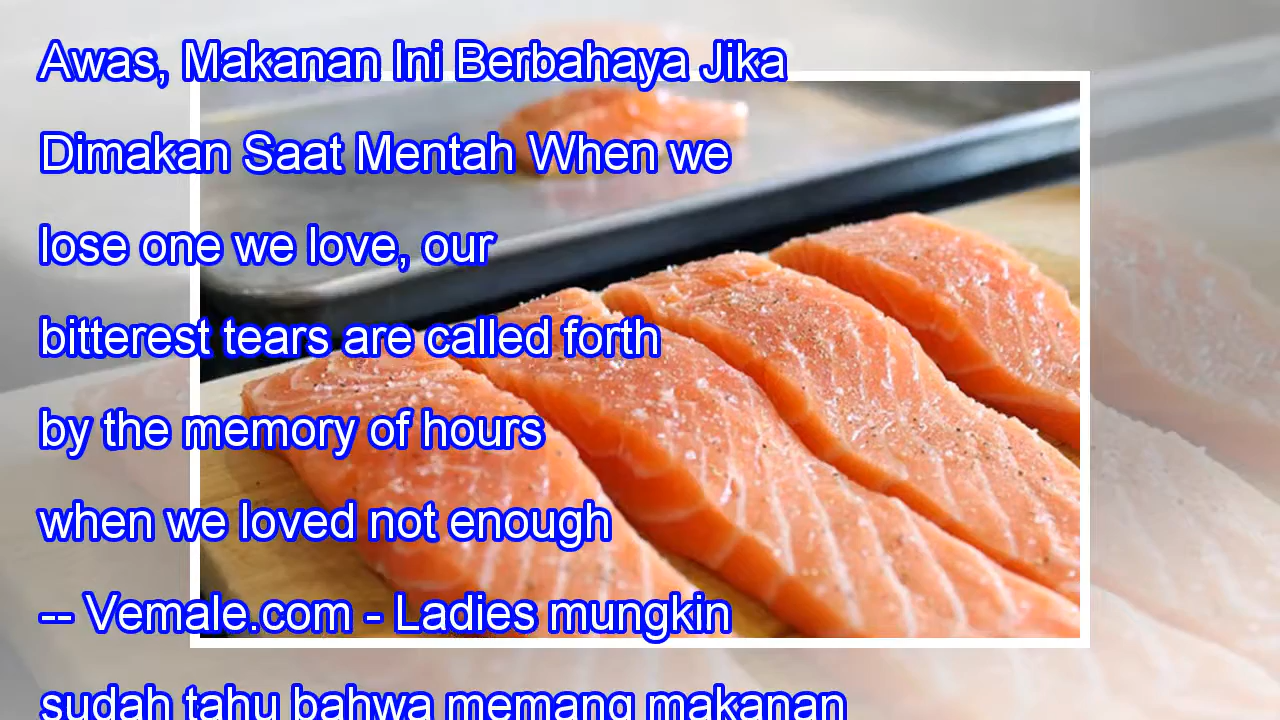 Awas, Makanan Ini Berbahaya Jika
Dimakan Saat Mentah When we
lose one we love, our
bitterest tears are called forth
by the memory of hours
when we loved not enough
-- Vemale.com - Ladies mungkin
sudah tahu bahwa memang makanan